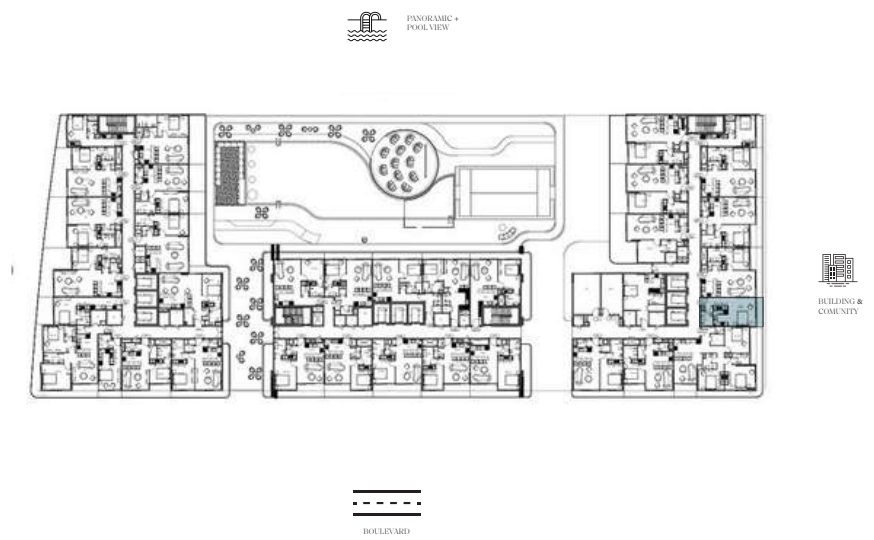 PANORAMIC +
POOL VIEW
BUILDING &
COMUNITY
BOULEVARD